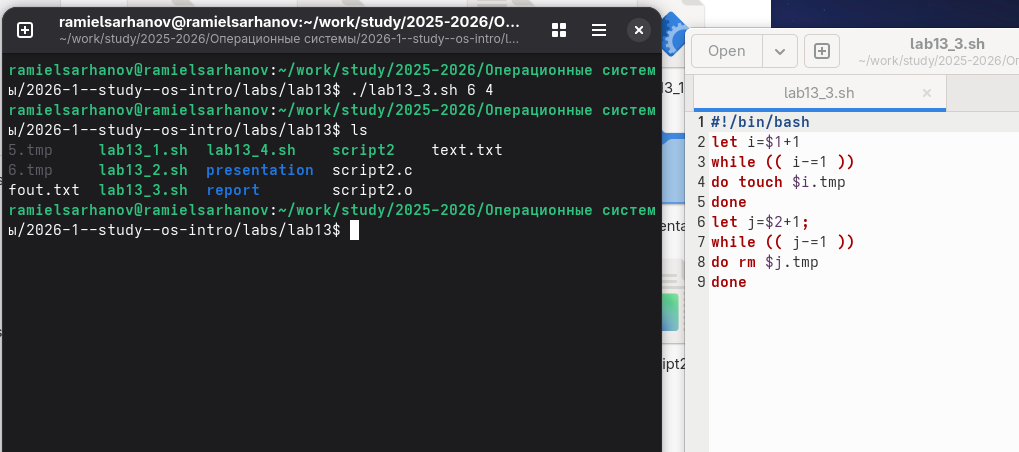 ramielsarhanov@ramielsarhanov:~/work/study/2025-2026/О...
~/work/study/2025-2026/Операционные системы/2026-1--study--os-intro/l...
ramielsarhanov@ramielsarhanov:~/work/study/2025-2026/Операционные систем
ы/2026-1--study--os-intro/labs/lab13$ ./lab13_3.sh 6 4
ramielsarhanov@ramielsarhanov:~/work/study/2025-2026/Операционные систем
ы/2026-1--study--os-intro/labs/lab13$ ls
5.tmp lab13_1.sh lab13_4.sh script2 text.txt
6.tmp lab13_2.sh presentation script2.c
fout.txt lab13_3.sh report script2.o
ramielsarhanov@ramielsarhanov:~/work/study/2025-2026/Операционные систем
ы/2026-1--study--os-intro/labs/lab13$
13_1
enta
ipt2
Open
lab13_3.sh
~/work/study/2025-2026/Оп
lab13_3.sh
1 #!/bin/bash
2 let i=$1+1
3 while (( i-=1 ))
4 do touch $i.tmp
5 done
6 let j=$2+1;
7 while (( j-=1 ))
8 do rm $j.tmp
9 done